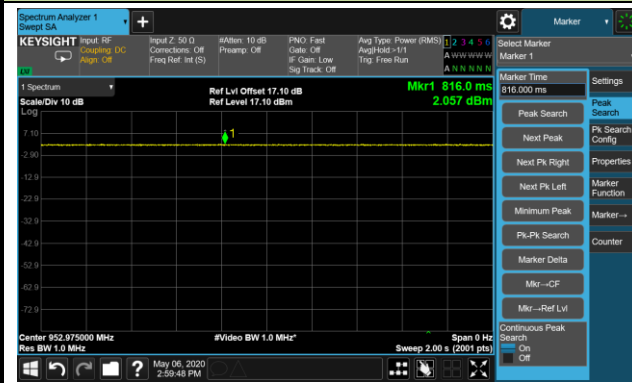 Spectrum Analyzer 1
Swept SA
+
Marker
KEYSIGHT
Input: RF
Coupling: DC
Align: Off
Input Z: 50 Ω
Corrections: Off
Freq Ref: Int (S)
#Atten: 10 dB
Preamp: Off
PNO: Fast
Gate: Off
IF Gain: Low
Sig Track: Off
Avg Type: Power (RMS)
Avg|Hold:>1/1
Trig: Free Run
1 2 3 4 5 6
A W W W W W
A N N N N N
LXI
Select Marker
Marker 1
1 Spectrum
Scale/Div 10 dB
Log
Ref Lvl Offset 17.10 dB
Ref Level 17.10 dBm
Mkr1 816.0 ms
2.057 dBm
1
7.10
-2.90
-12.9
-22.9
-32.9
-42.9
-52.9
-62.9
-72.9
Center 952.975000 MHz
Res BW 1.0 MHz
#Video BW 1.0 MHz*
Span 0 Hz
Sweep 2.00 s (2001 pts)
Marker Time
816.000 ms
Peak Search
Next Peak
Next Pk Right
Next Pk Left
Minimum Peak
Pk-Pk Search
Marker Delta
Mkr→CF
Mkr→Ref Lvl
Continuous Peak
Search
On
Off
Settings
Peak
Search
Pk Search
Config
Properties
Marker
Function
Marker→
Counter
?
May 06, 2020
2:59:48 PM